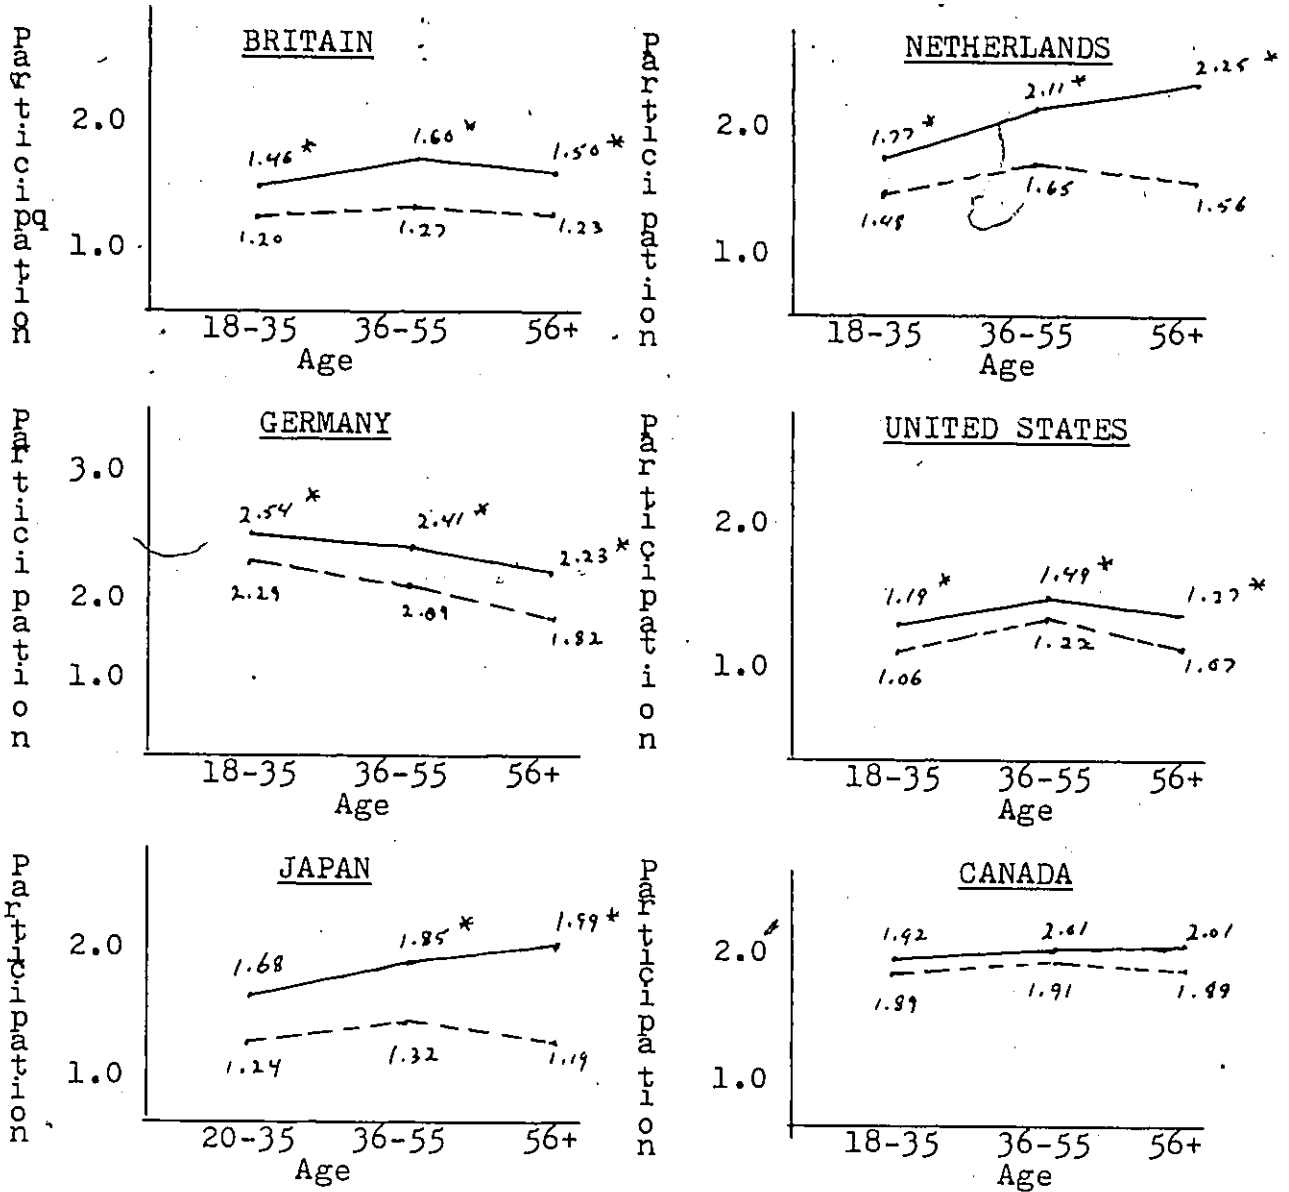 Participation
BRITAIN
2.0
1.0
1.46 *
1.60 *
1.50 *
1.20
1.27
1.23
pq
18-35 36-55 56+
Age
Participation
NETHERLANDS
2.0
1.0
1.77 *
2.11 *
2.25 *
1.48
1.65
1.56
18-35 36-55 56+
Age
Participation
GERMANY
3.0
2.0
1.0
2.54 *
2.41 *
2.23 *
2.29
2.09
1.82
18-35 36-55 56+
Age
Participation
UNITED STATES
2.0
1.0
1.19 *
1.49 *
1.37 *
1.06
1.22
1.07
18-35 36-55 56+
Age
Participation
JAPAN
2.0
1.0
1.68
1.85 *
1.99 *
1.24
1.32
1.19
20-35 36-55 56+
Age
Participation
CANADA
2.0
1.0
1.92
2.01
2.01
1.89
1.91
1.89
18-35 36-55 56+
Age